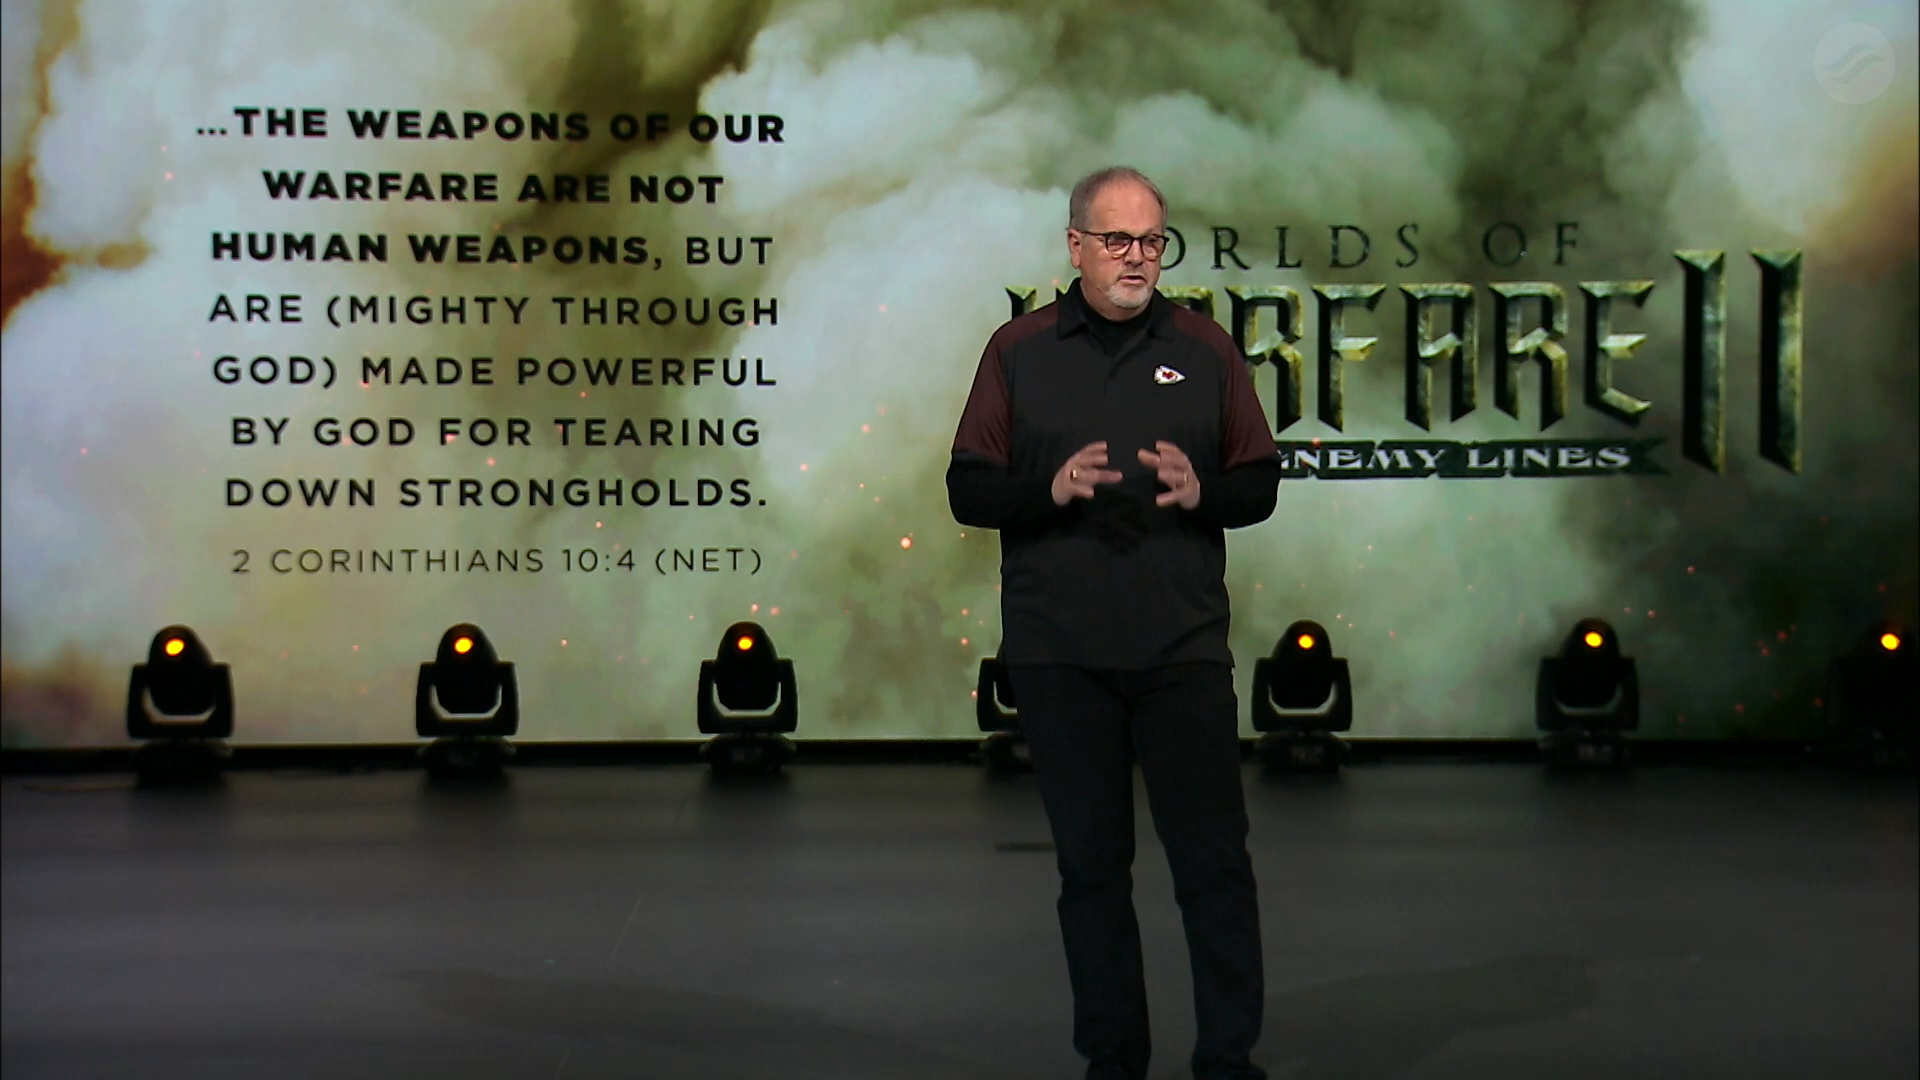 ...THE WEAPONS OF OUR
WARFARE ARE NOT
HUMAN WEAPONS, BUT
ARE (MIGHTY THROUGH
GOD) MADE POWERFUL
BY GOD FOR TEARING
DOWN STRONGHOLDS.
2 CORINTHIANS 10:4 (NET)
ORLDS OF
WARFARE II
ENEMY LINES